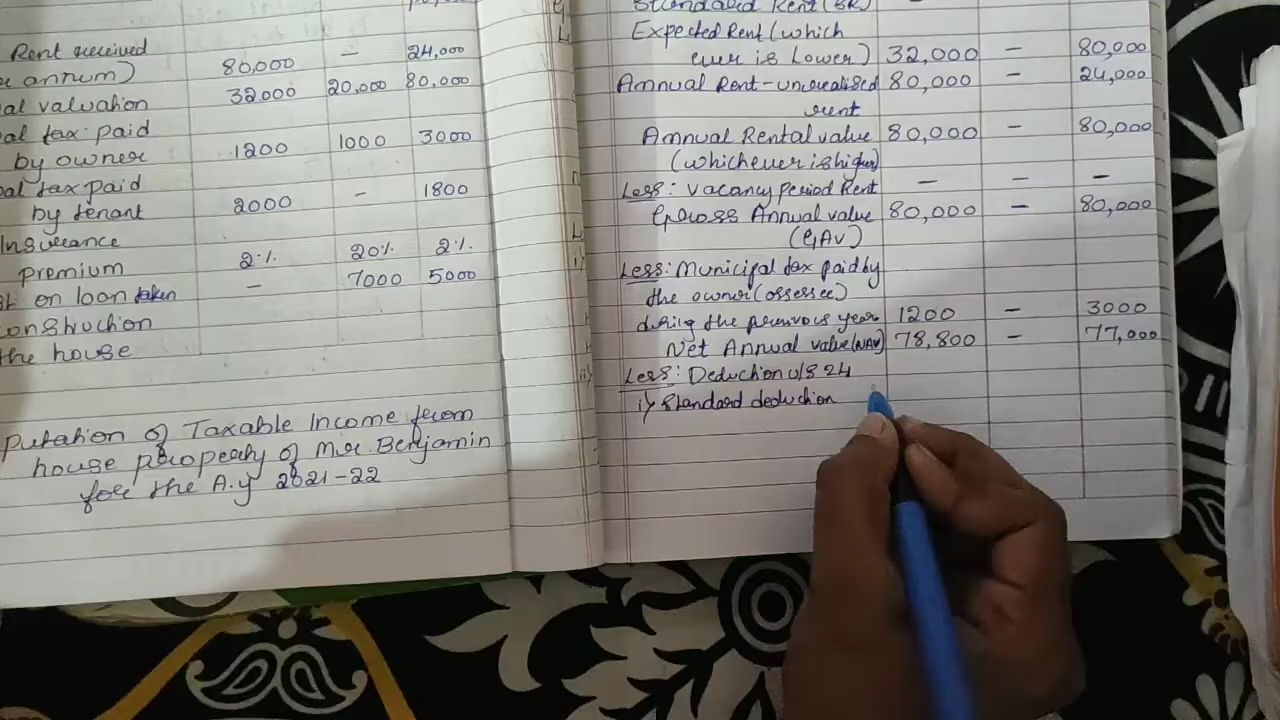 Rent received 80,000 — 24,000
annum)
al valuation 32,000 20,000 80,000
al tax paid
by owner 1200 1000 3000
al tax paid
by tenant 2000 — 1800
Insurance
premium 2% 20% 2%
on loan taken — 7000 5000
construction
the house
putation of Taxable Income from
house property of Mr. Benjamin
for the A.y 2021-22
Standard Rent (SR) —
Expected Rent (which
ever is Lower) 32,000 — 80,000
Annual Rent - unrealised 80,000 — 24,000
rent
Annual Rental value 80,000 — 80,000
(whichever is higher)
Less: Vacancy Period Rent — — —
Gross Annual value 80,000 — 80,000
(GAV)
Less: Municipal tax paid by
the owner (assessee)
during the previous year 1200 — 3000
Net Annual value (NAV) 78,800 — 77,000
Less: Deduction u/s 24
i) Standard deduction